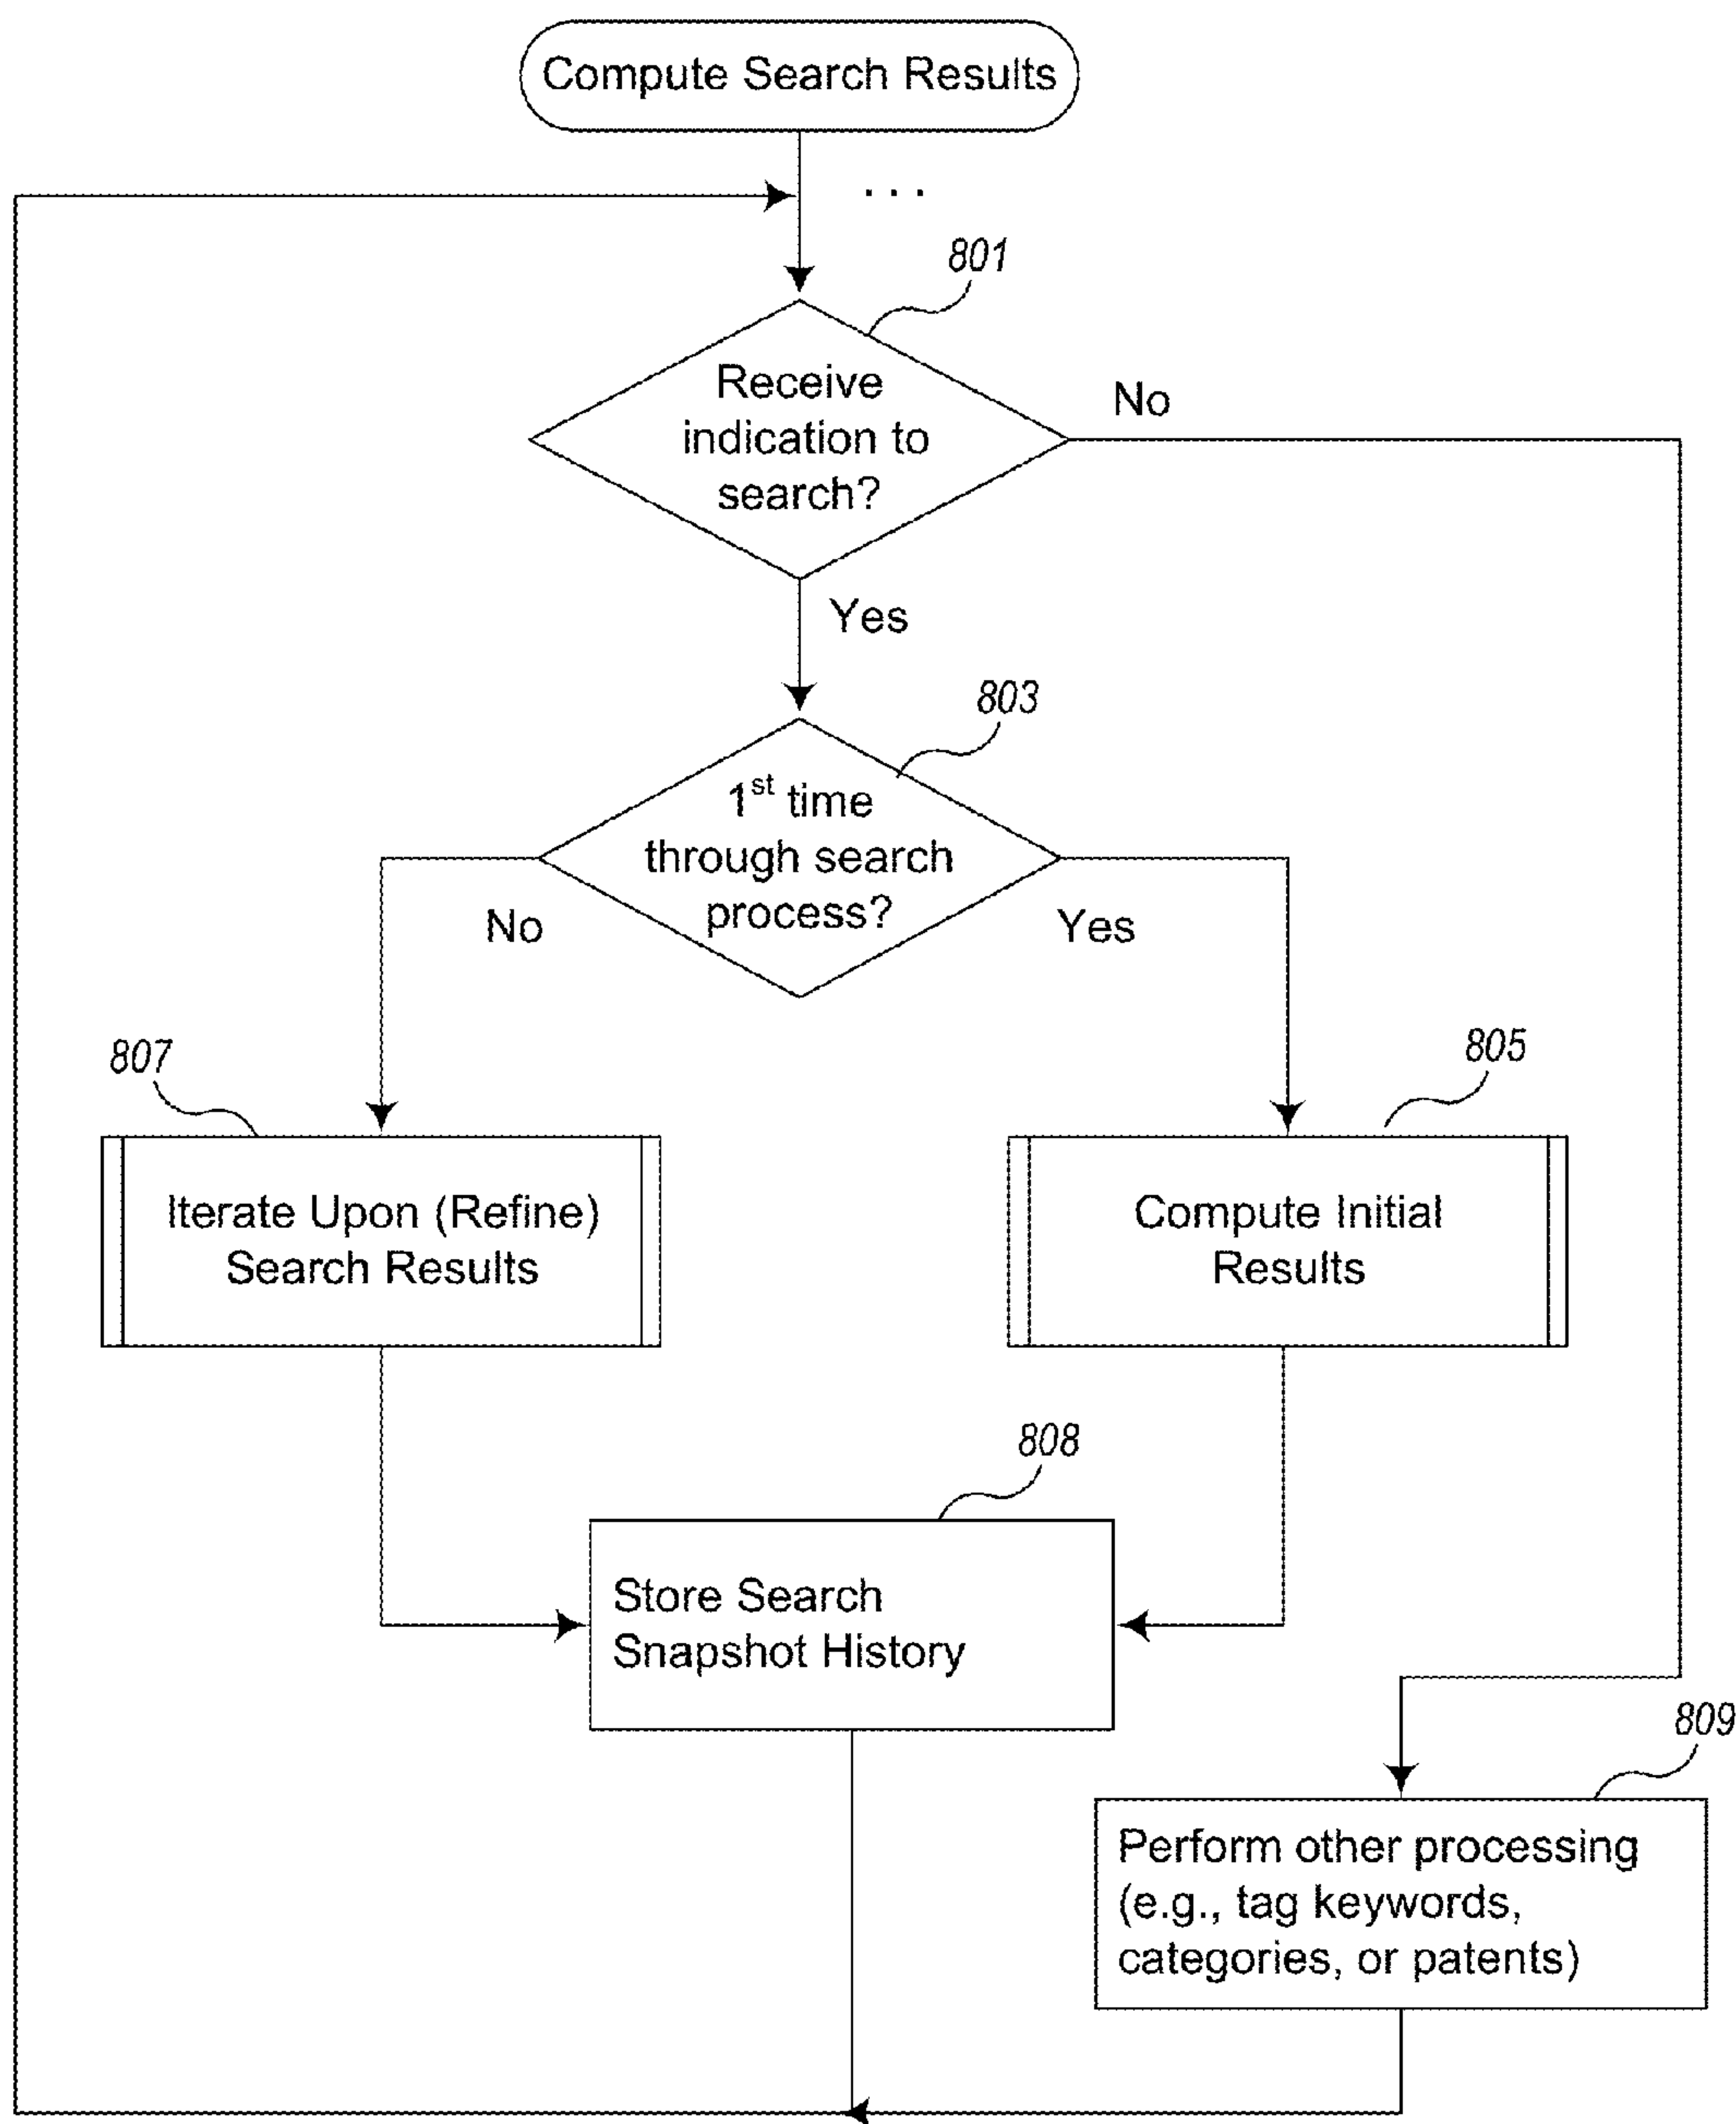 Compute Search Results
. . .
801
Receive
indication to
search?
No
Yes
803
1st time
through search
process?
No
Yes
807
805
Iterate Upon (Refine)
Search Results
Compute Initial
Results
808
Store Search
Snapshot History
809
Perform other processing
(e.g., tag keywords,
categories, or patents)